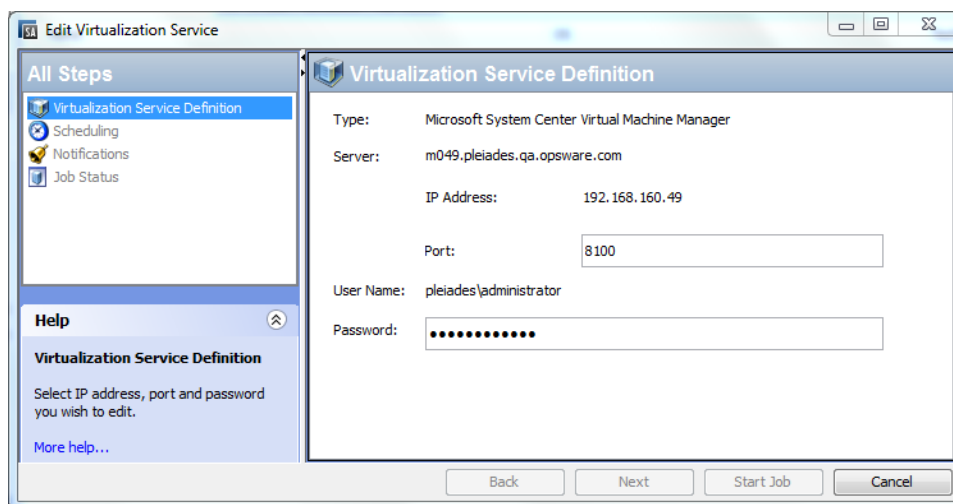 SA Edit Virtualization Service
All Steps
Virtualization Service Definition
Scheduling
Notifications
Job Status
Help
Virtualization Service Definition
Select IP address, port and password
you wish to edit.
More help...
Virtualization Service Definition
Type: Microsoft System Center Virtual Machine Manager
Server: m049.pleiades.qa.opsware.com
IP Address: 192.168.160.49
Port: 8100
User Name: pleiades\administrator
Password: ••••••••••••
Back Next Start Job Cancel